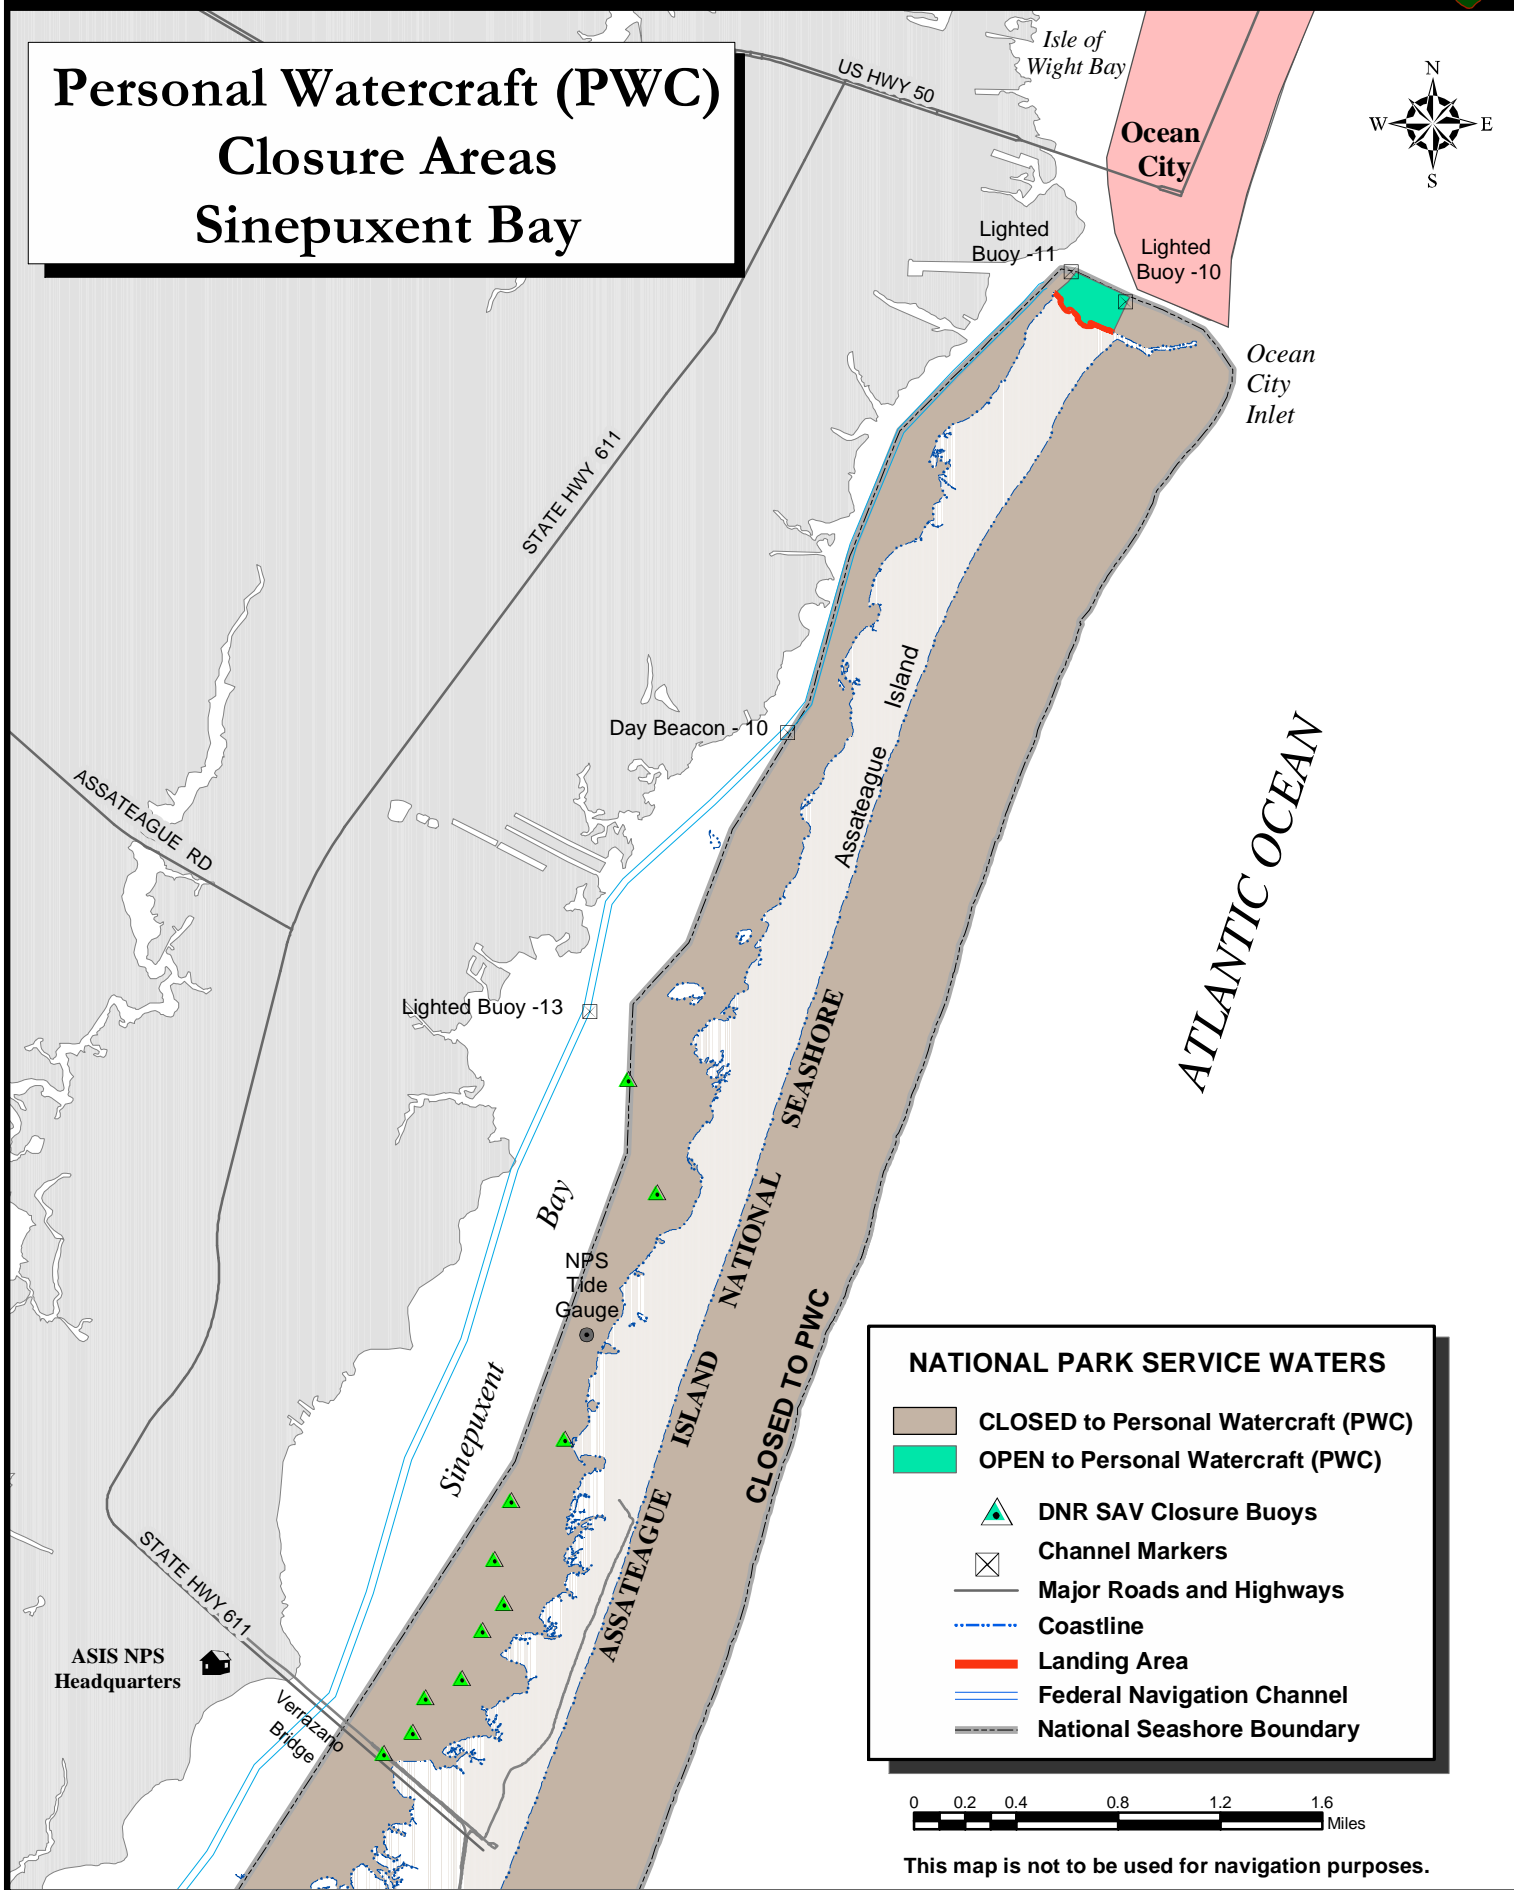 Personal Watercraft (PWC)
Closure Areas
Sinepuxent Bay
US HWY 50
Isle of
Wight Bay
Ocean
City
N
W
E
S
Lighted
Buoy -11
Lighted
Buoy -10
Ocean
City
Inlet
STATE HWY 611
Assateague Island
Day Beacon - 10
ASSATEAGUE RD
ATLANTIC OCEAN
Lighted Buoy -13
Sinepuxent Bay
NPS
Tide
Gauge
ASSATEAGUE ISLAND NATIONAL SEASHORE
CLOSED TO PWC
STATE HWY 611
ASIS NPS
Headquarters
Verrazano
Bridge
NATIONAL PARK SERVICE WATERS
CLOSED to Personal Watercraft (PWC)
OPEN to Personal Watercraft (PWC)
DNR SAV Closure Buoys
Channel Markers
Major Roads and Highways
Coastline
Landing Area
Federal Navigation Channel
National Seashore Boundary
0 0.2 0.4 0.8 1.2 1.6
Miles
This map is not to be used for navigation purposes.